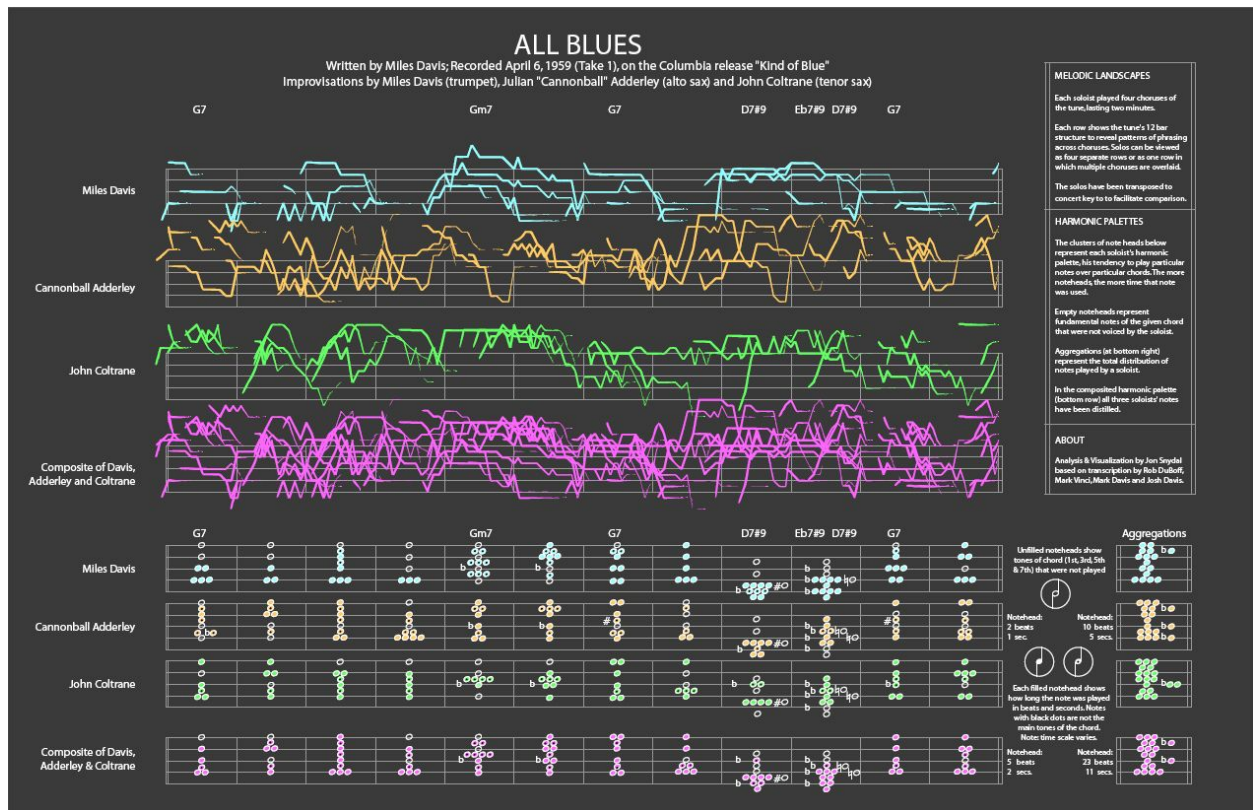 ALL BLUES
Written by Miles Davis; Recorded April 6, 1959 (Take 1), on the Columbia release "Kind of Blue"
Improvisations by Miles Davis (trumpet), Julian "Cannonball" Adderley (alto sax) and John Coltrane (tenor sax)
G7 Gm7 G7 D7#9 Eb7#9 D7#9 G7
Miles Davis
Cannonball Adderley
John Coltrane
Composite of Davis,
Adderley and Coltrane
MELODIC LANDSCAPES
Each soloist played four choruses of
the tune, lasting two minutes.
Each row shows the tune's 12 bar
structure to reveal patterns of phrasing
across choruses. Solos can be viewed
as four separate rows or as one row in
which multiple choruses are overlaid.
The solos have been transposed to
concert key to to facilitate comparison.
HARMONIC PALETTES
The clusters of note heads below
represent each soloist's harmonic
palette, his tendency to play particular
notes over particular chords. The more
noteheads, the more time that note
was used.
Empty noteheads represent
fundamental notes of the given chord
that were not voiced by the soloist.
Aggregations (at bottom right)
represent the total distribution of
notes played by a soloist.
In the composited harmonic palette
(bottom row) all three soloists' notes
have been distilled.
ABOUT
Analysis & Visualization by Jon Snydal
based on transcription by Rob DuBoff,
Mark Vinci, Mark Davis and Josh Davis.
G7 Gm7 G7 D7#9 Eb7#9 D7#9 G7 Aggregations
Miles Davis
Cannonball Adderley
John Coltrane
Composite of Davis,
Adderley & Coltrane
Unfilled noteheads show
tones of chord (1st, 3rd, 5th
& 7th) that were not played
Notehead: Notehead:
2 beats 10 beats
1 sec. 5 secs.
Each filled notehead shows
how long the note was played
in beats and seconds. Notes
with black dots are not the
main tones of the chord.
Note: time scale varies.
Notehead: Notehead:
5 beats 23 beats
2 secs. 11 secs.